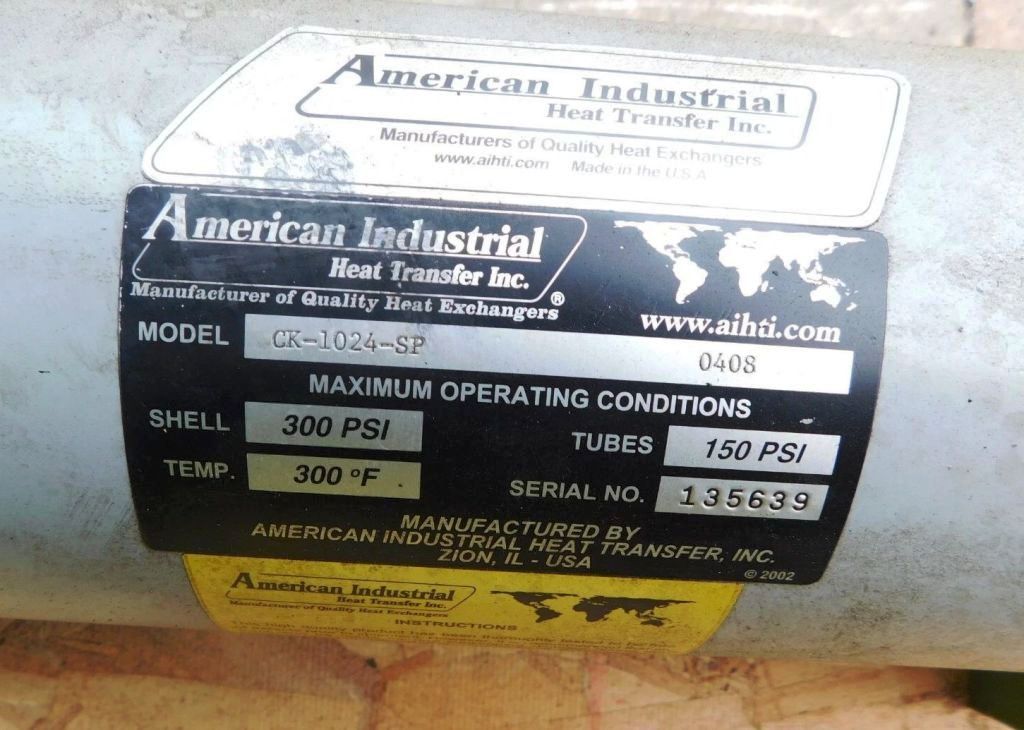 American Industrial
Heat Transfer Inc.
Manufacturers of Quality Heat Exchangers
www.aihti.com Made in the U.S.A
American Industrial
Heat Transfer Inc.
Manufacturer of Quality Heat Exchangers ®
www.aihti.com
MODEL CK-1024-SP 0408
MAXIMUM OPERATING CONDITIONS
SHELL 300 PSI TUBES 150 PSI
TEMP. 300 °F SERIAL NO. 135639
MANUFACTURED BY
AMERICAN INDUSTRIAL HEAT TRANSFER, INC.
ZION, IL - USA
© 2002
American Industrial
Heat Transfer Inc.
Manufacturer of Quality Heat Exchangers
INSTRUCTIONS